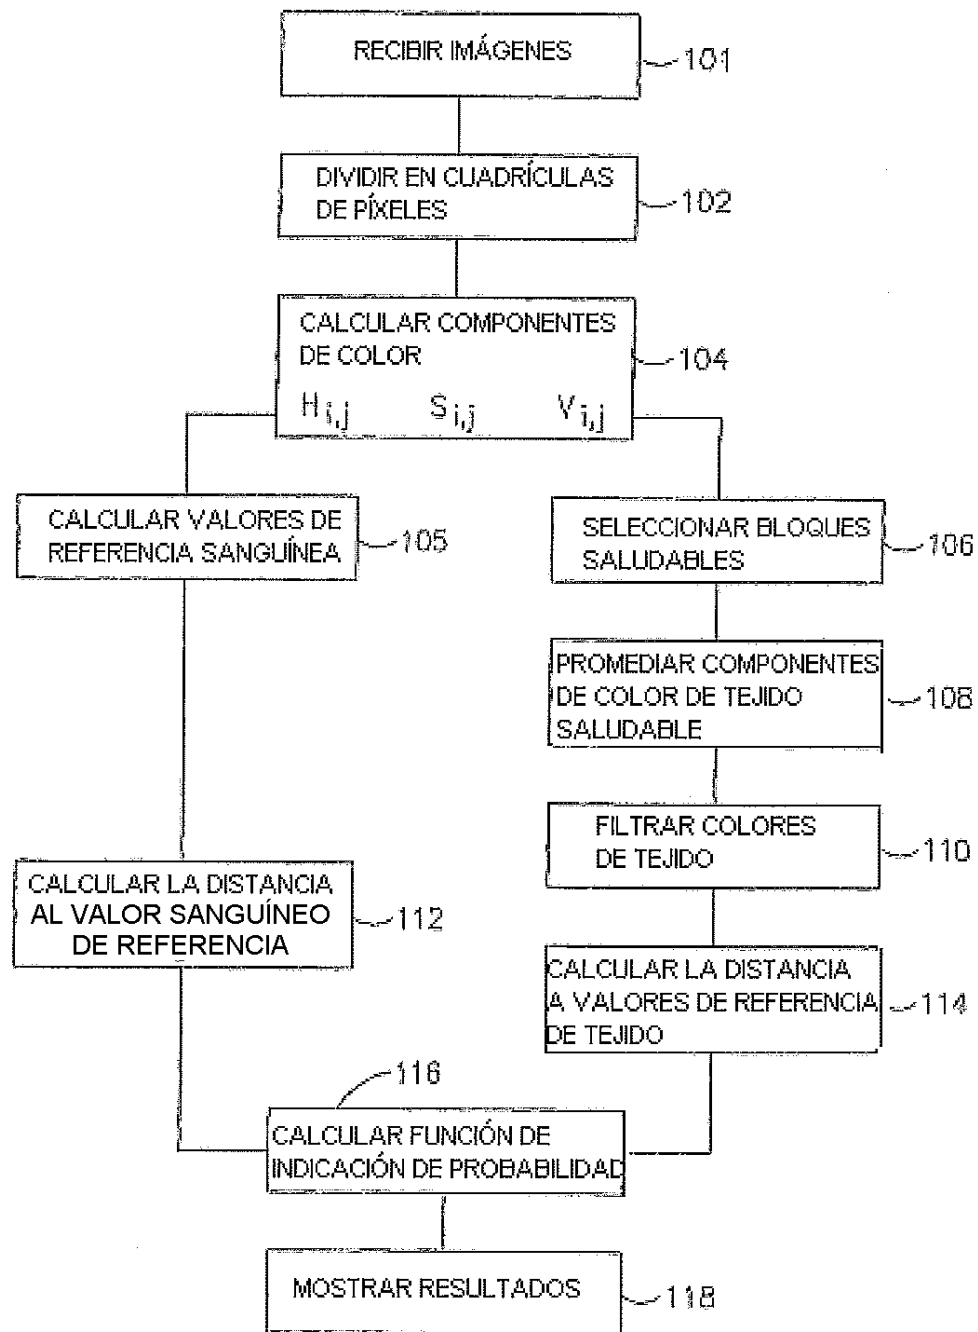 RECIBIR IMÁGENES
101
DIVIDIR EN CUADRÍCULAS
DE PÍXELES
102
CALCULAR COMPONENTES
DE COLOR
H i,j S i,j V i,j
104
CALCULAR VALORES DE
REFERENCIA SANGUÍNEA
105
SELECCIONAR BLOQUES
SALUDABLES
106
PROMEDIAR COMPONENTES
DE COLOR DE TEJIDO
SALUDABLE
108
FILTRAR COLORES
DE TEJIDO
110
CALCULAR LA DISTANCIA
AL VALOR SANGUÍNEO
DE REFERENCIA
112
CALCULAR LA DISTANCIA
A VALORES DE REFERENCIA
DE TEJIDO
114
116
CALCULAR FUNCIÓN DE
INDICACIÓN DE PROBABILIDAD
MOSTRAR RESULTADOS
118